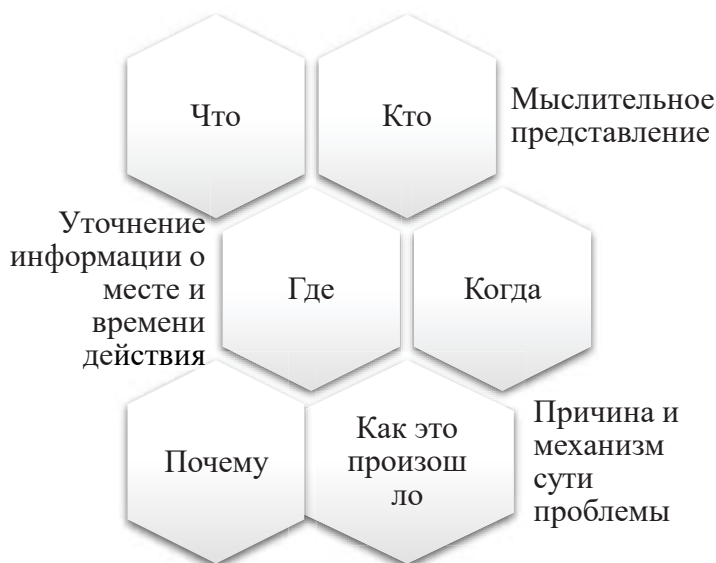 Что
Кто
Мыслительное
представление
Уточнение
информации о
месте и
времени
действия
Где
Когда
Почему
Как это
произош
ло
Причина и
механизм
сути
проблемы